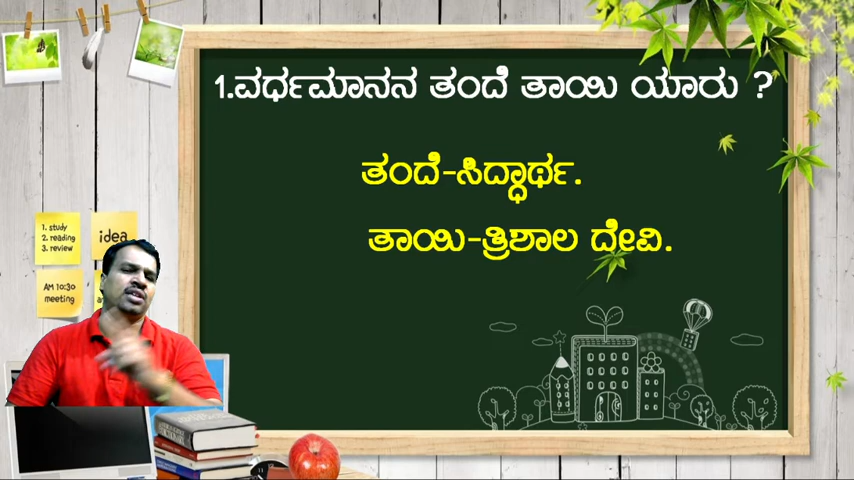 1.ವರ್ಧಮಾನನ ತಂದೆ ತಾಯಿ ಯಾರು ?
ತಂದೆ-ಸಿದ್ಧಾರ್ಥ.
ತಾಯಿ-ತ್ರಿಶಾಲ ದೇವಿ.
1. study
2. reading
3. review
idea
AM 10:30
meeting